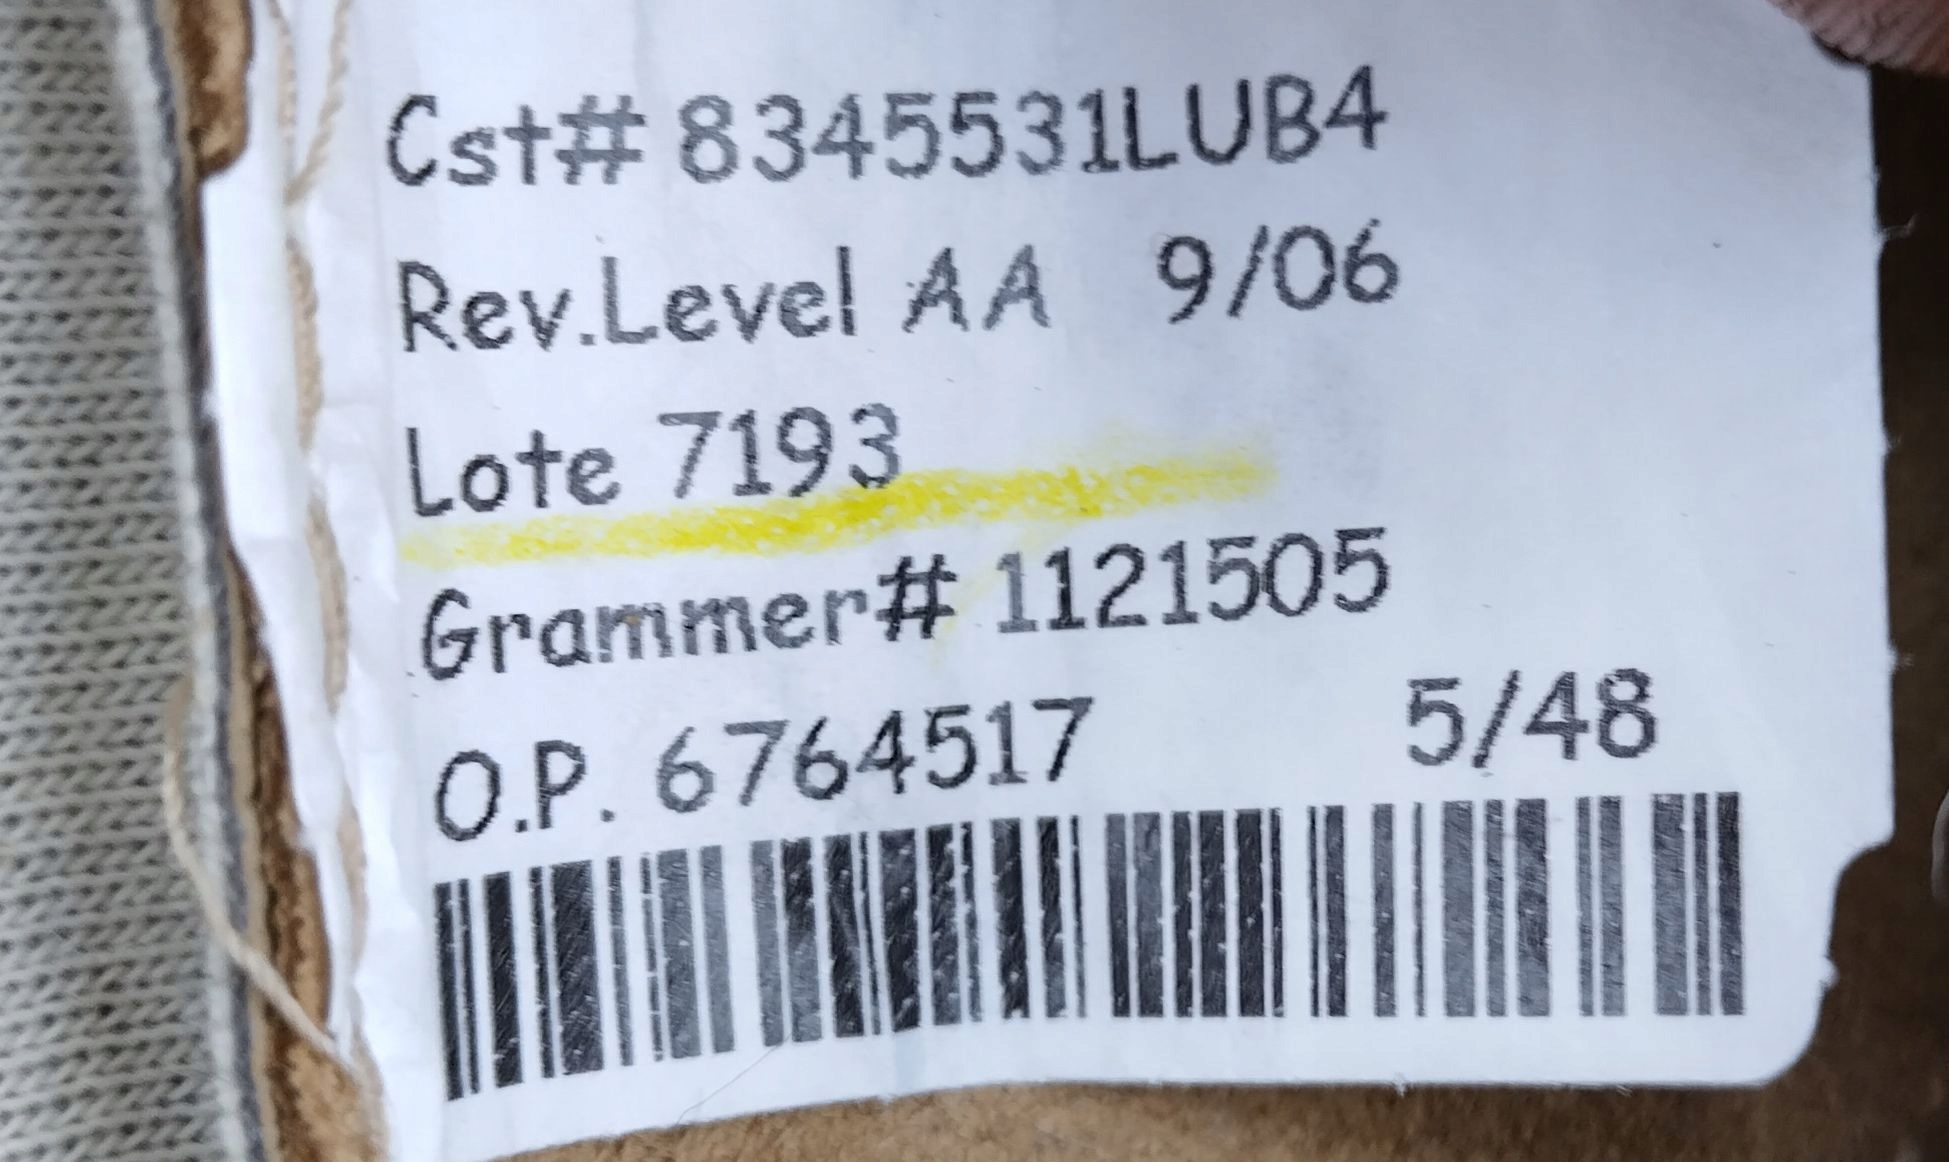 Cst# 8345531LUB4
Rev.Level AA 9/06
Lote 7193
Grammer# 1121505
O.P. 6764517 5/48